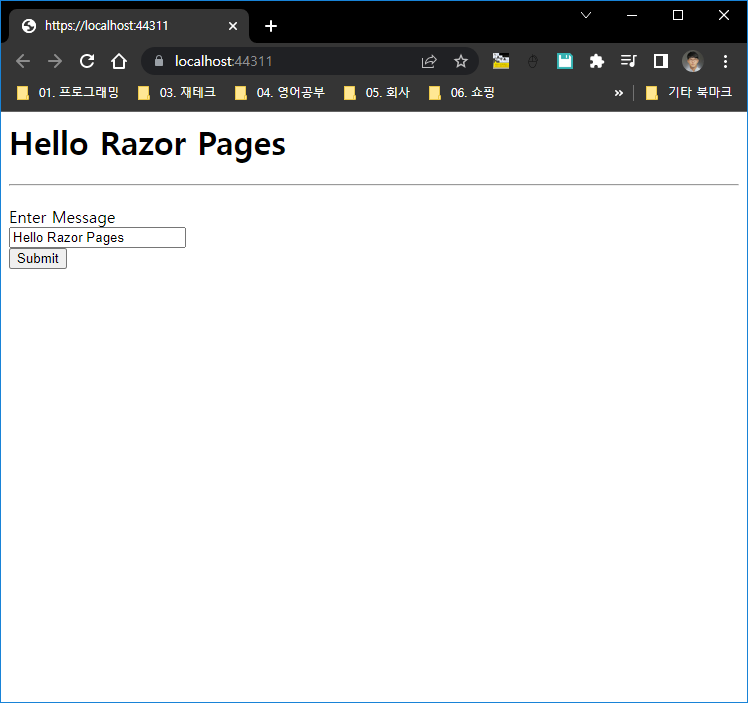 https://localhost:44311
localhost:44311
01. 프로그래밍 03. 재테크 04. 영어공부 05. 회사 06. 쇼핑 » 기타 북마크
Hello Razor Pages
Enter Message
Hello Razor Pages
Submit